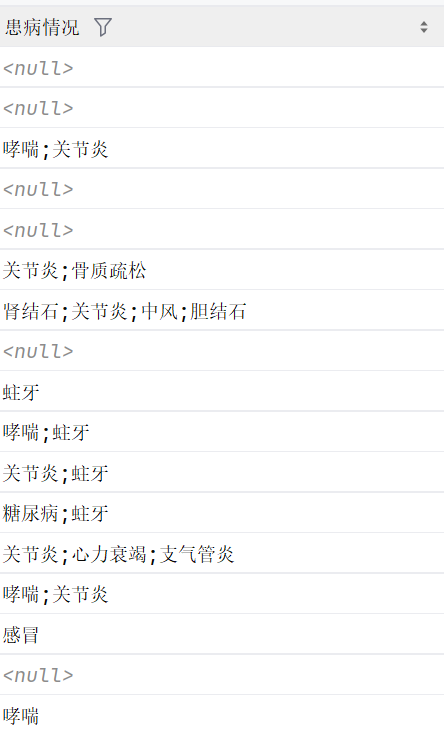 患病情况
<null>
<null>
哮喘;关节炎
<null>
<null>
关节炎;骨质疏松
肾结石;关节炎;中风;胆结石
<null>
蛀牙
哮喘;蛀牙
关节炎;蛀牙
糖尿病;蛀牙
关节炎;心力衰竭;支气管炎
哮喘;关节炎
感冒
<null>
哮喘